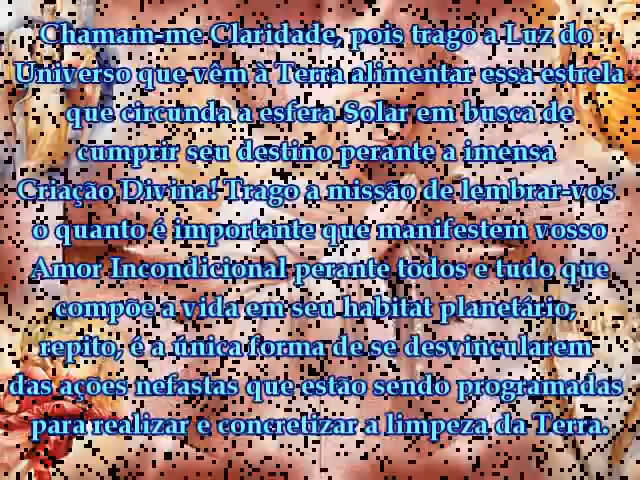 Chamam-me Claridade, pois trago a Luz do
Universo que vêm à Terra alimentar essa estrela
que circunda a esfera Solar em busca de
cumprir seu destino perante a imensa
Criação Divina! Trago a missão de lembrar-vos
o quanto é importante que manifestem vosso
Amor Incondicional perante todos e tudo que
compõe a vida em seu habitat planetário,
repito, é a única forma de se desvincularem
das ações nefastas que estão sendo programadas
para realizar e concretizar a limpeza da Terra.